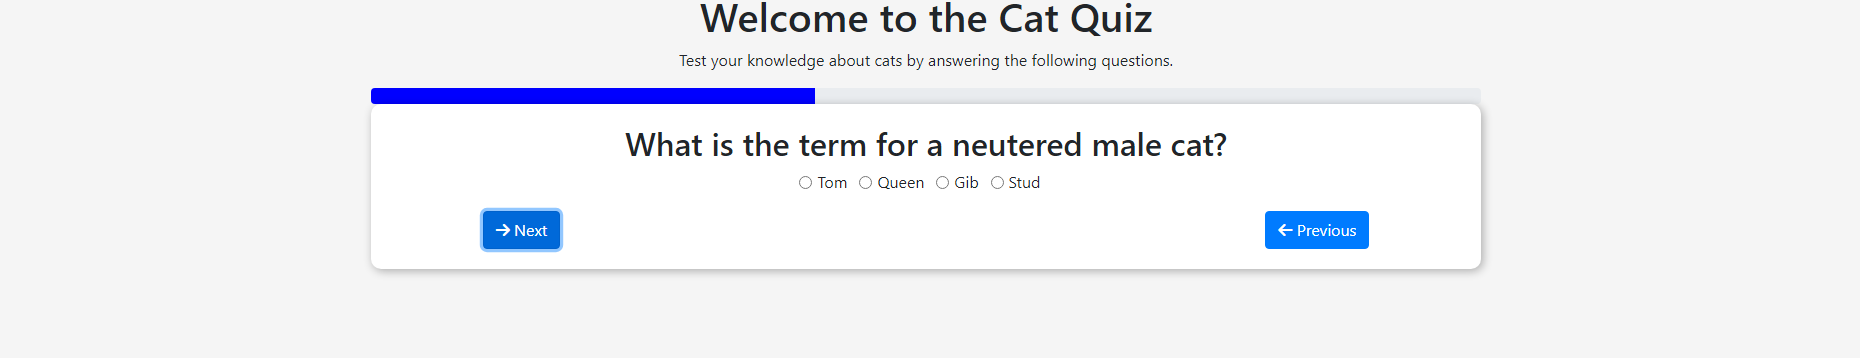 Welcome to the Cat Quiz
Test your knowledge about cats by answering the following questions.
What is the term for a neutered male cat?
Tom Queen Gib Stud
Next Previous